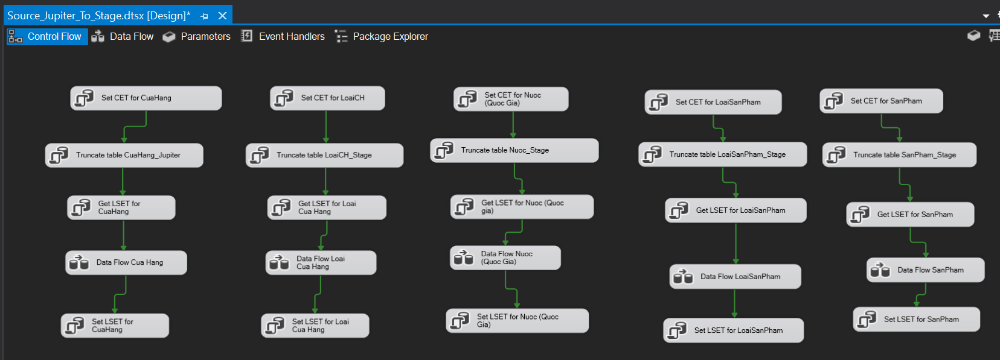 Source_Jupiter_To_Stage.dtsx [Design]*
Control Flow
Data Flow
Parameters
Event Handlers
Package Explorer
Set CET for CuaHang
Truncate table CuaHang_Jupiter
Get LSET for
CuaHang
Data Flow Cua Hang
Set LSET for
CuaHang
Set CET for LoaiCH
Truncate table LoaiCH_Stage
Get LSET for Loai
Cua Hang
Data Flow Loai
Cua Hang
Set LSET for Loai
Cua Hang
Set CET for Nuoc
(Quoc Gia)
Truncate table Nuoc_Stage
Get LSET for Nuoc (Quoc
gia)
Data Flow Nuoc
(Quoc Gia)
Set LSET for Nuoc (Quoc
Gia)
Set CET for LoaiSanPham
Truncate table LoaiSanPham_Stage
Get LSET for LoaiSanPham
Data Flow LoaiSanPham
Set LSET for LoaiSanPham
Set CET for SanPham
Truncate table SanPham_Stage
Get LSET for SanPham
Data Flow SanPham
Set LSET for SanPham